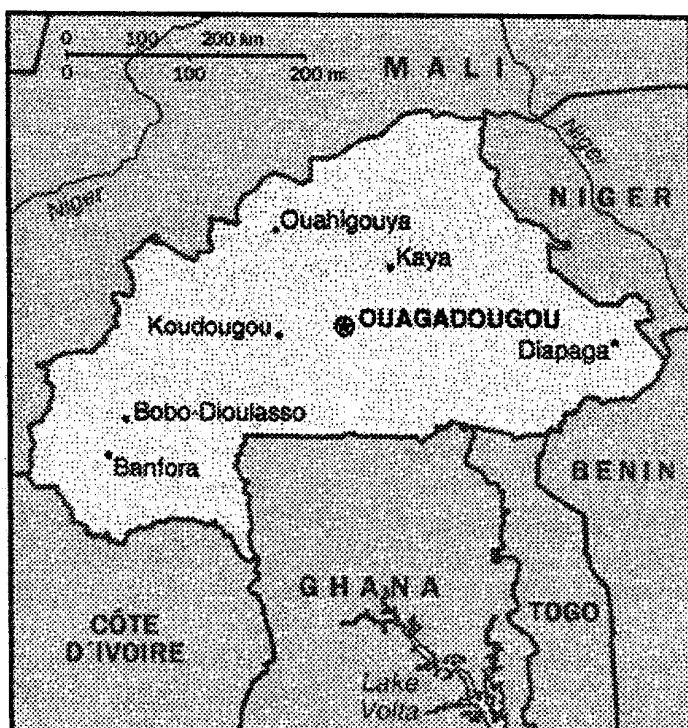 0 100 200 km
0 100 200 mi
MALI
Niger
Niger
NIGER
Ouahigouya
Kaya
Koudougou
OUAGADOUGOU
Diapaga
Bobo-Dioulasso
Banfora
BENIN
GHANA
TOGO
CÔTE
D'IVOIRE
Lake
Volta